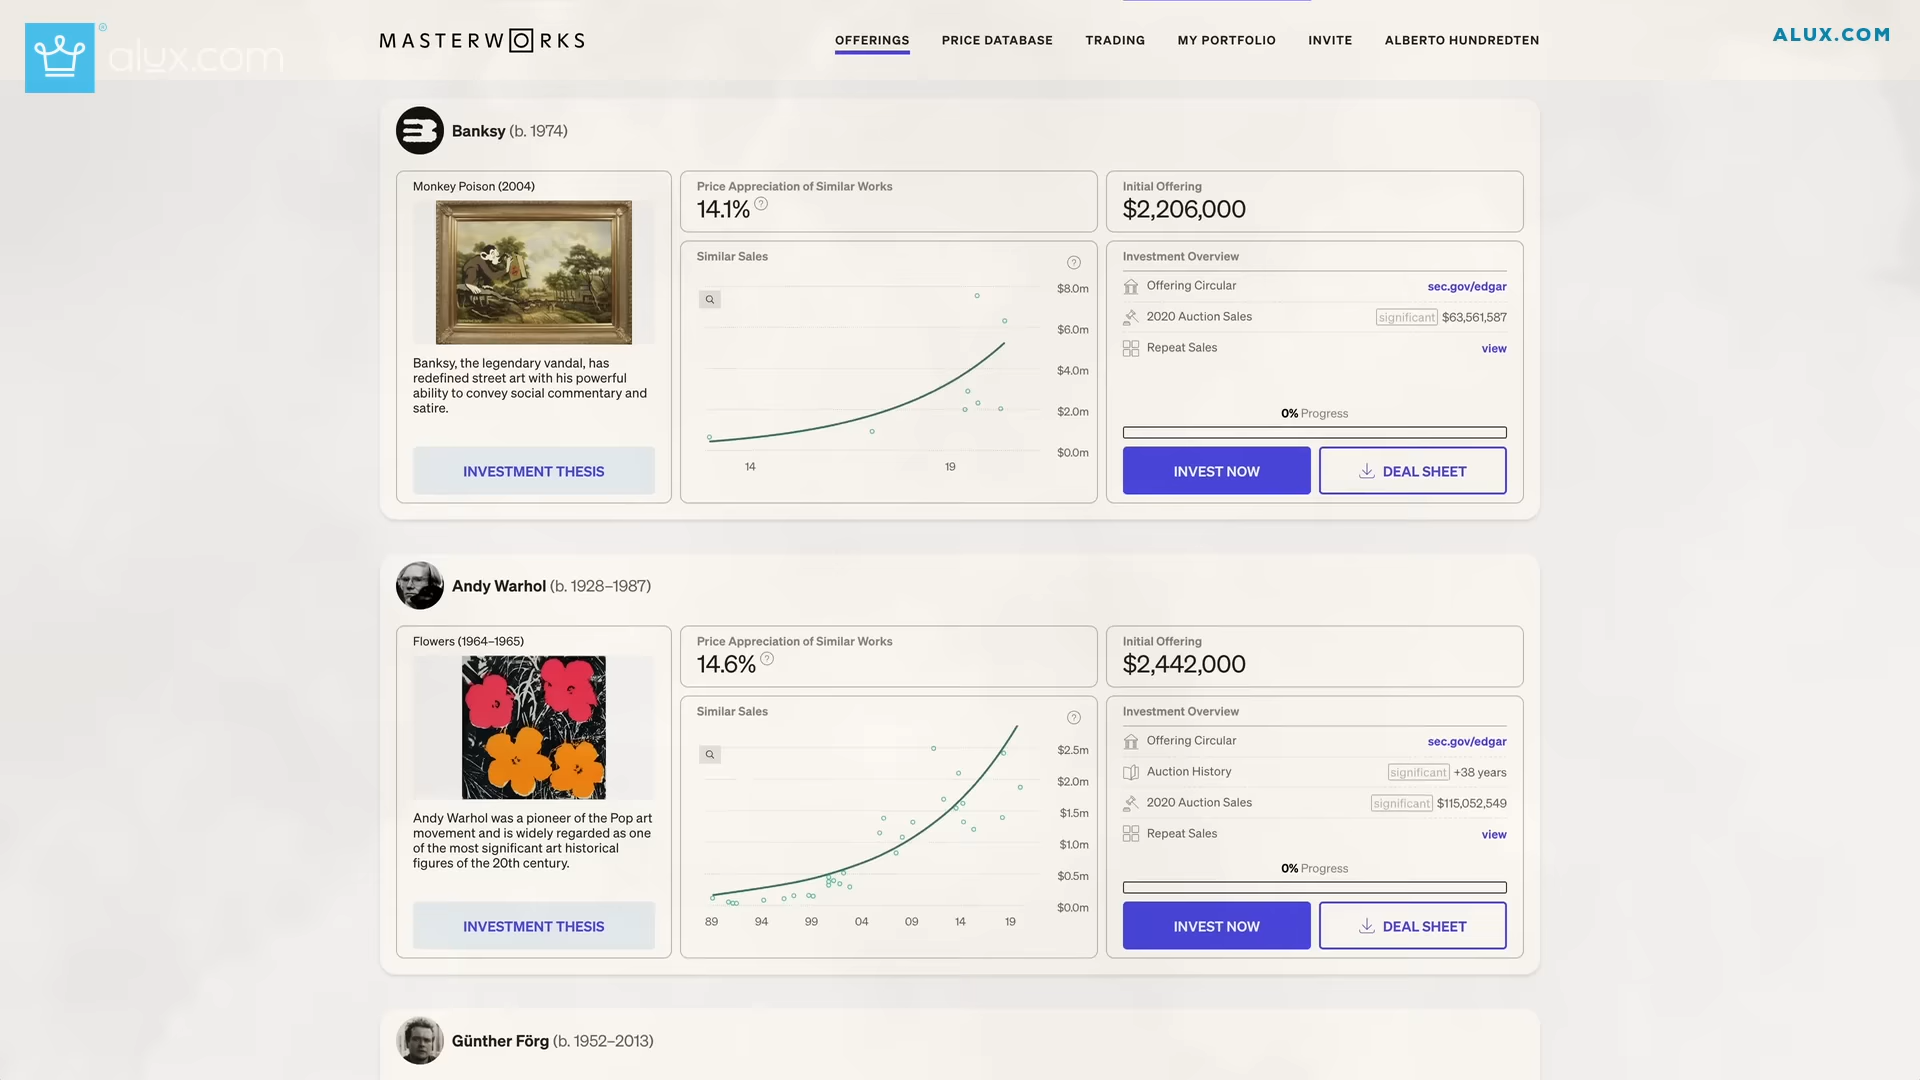 alux.com
MASTERWORKS
OFFERINGS
PRICE DATABASE
TRADING
MY PORTFOLIO
INVITE
ALBERTO HUNDREDTEN
ALUX.COM
Banksy (b. 1974)
Monkey Poison (2004)
Banksy, the legendary vandal, has
redefined street art with his powerful
ability to convey social commentary and
satire.
INVESTMENT THESIS
Price Appreciation of Similar Works
14.1% ?
Similar Sales
?
$8.0m
$6.0m
$4.0m
$2.0m
$0.0m
14
19
Initial Offering
$2,206,000
Investment Overview
Offering Circular sec.gov/edgar
2020 Auction Sales significant $63,561,587
Repeat Sales view
0% Progress
INVEST NOW
DEAL SHEET
Andy Warhol (b. 1928–1987)
Flowers (1964–1965)
Andy Warhol was a pioneer of the Pop art
movement and is widely regarded as one
of the most significant art historical
figures of the 20th century.
INVESTMENT THESIS
Price Appreciation of Similar Works
14.6% ?
Similar Sales
?
$2.5m
$2.0m
$1.5m
$1.0m
$0.5m
$0.0m
89
94
99
04
09
14
19
Initial Offering
$2,442,000
Investment Overview
Offering Circular sec.gov/edgar
Auction History significant +38 years
2020 Auction Sales significant $115,052,549
Repeat Sales view
0% Progress
INVEST NOW
DEAL SHEET
Günther Förg (b. 1952–2013)